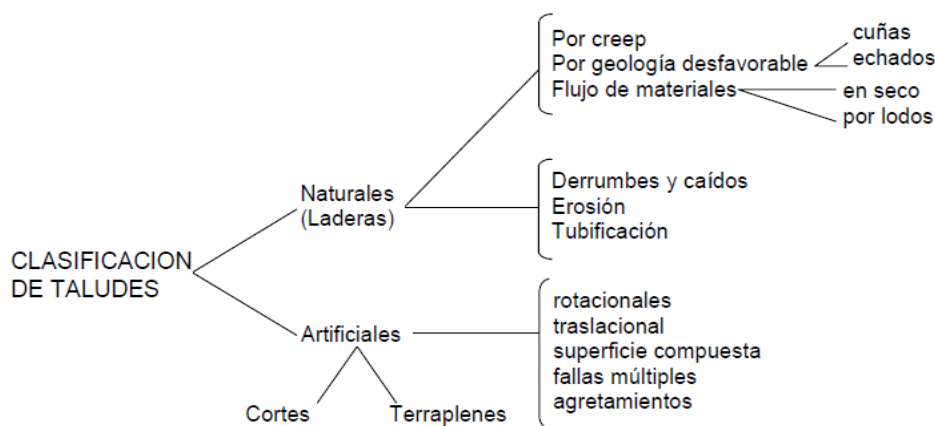 Por creep
Por geología desfavorable
Flujo de materiales
cuñas
echados
en seco
por lodos
Naturales
(Laderas)
Derrumbes y caídos
Erosión
Tubificación
CLASIFICACION
DE TALUDES
Artificiales
rotacionales
traslacional
superficie compuesta
fallas múltiples
agretamientos
Cortes
Terraplenes